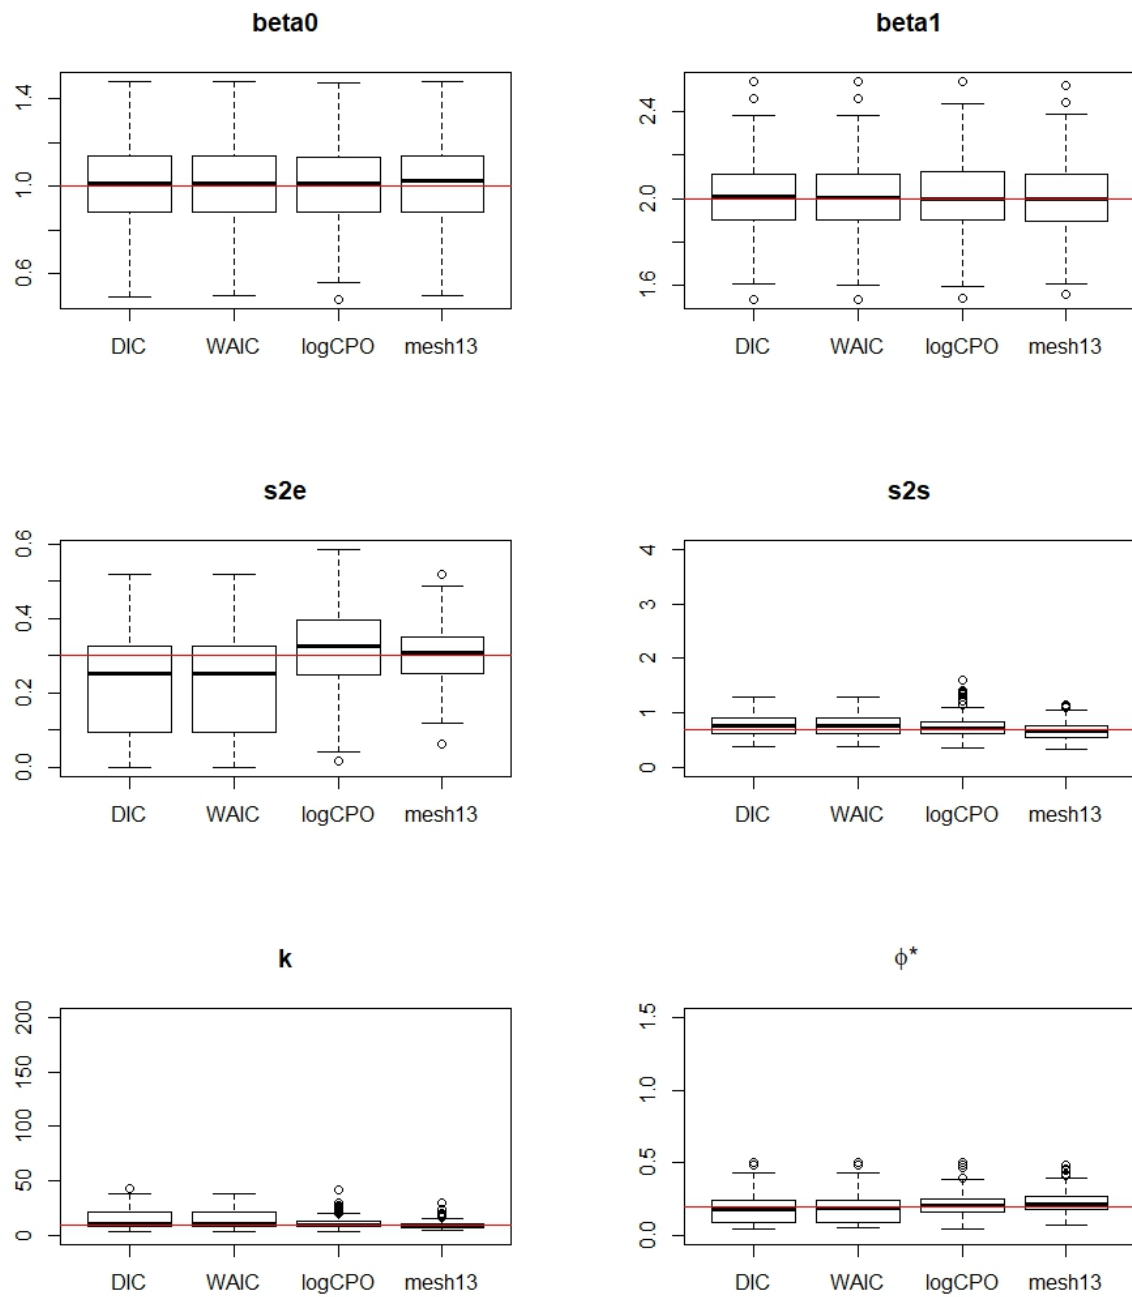 beta0
beta1
1.4
1.0
0.6
2.4
2.0
1.6
DIC WAIC logCPO mesh13
DIC WAIC logCPO mesh13
s2e
s2s
0.6
0.4
0.2
0.0
4
3
2
1
0
DIC WAIC logCPO mesh13
DIC WAIC logCPO mesh13
k
ϕ*
200
150
100
50
0
1.5
1.0
0.5
0.0
DIC WAIC logCPO mesh13
DIC WAIC logCPO mesh13